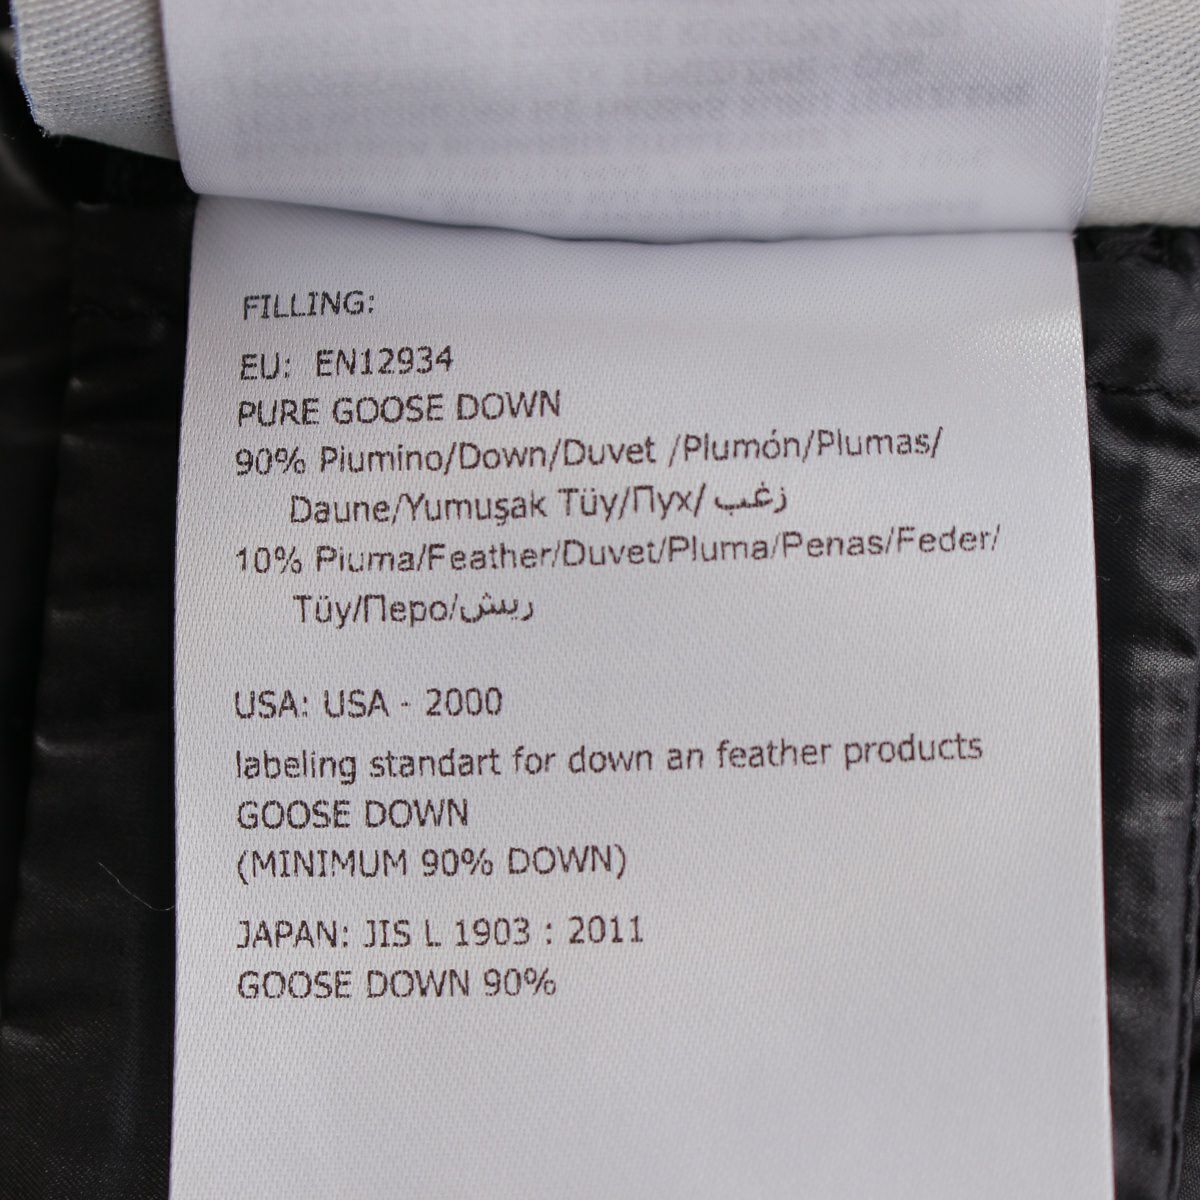 FILLING:
EU: EN12934
PURE GOOSE DOWN
90% Piumino/Down/Duvet /Plumón/Plumas/
Daune/Yumuşak Tüy/Пух/ زغب
10% Piuma/Feather/Duvet/Pluma/Penas/Feder/
Tüy/Перо/ريش
USA: USA - 2000
labeling standart for down an feather products
GOOSE DOWN
(MINIMUM 90% DOWN)
JAPAN: JIS L 1903 : 2011
GOOSE DOWN 90%